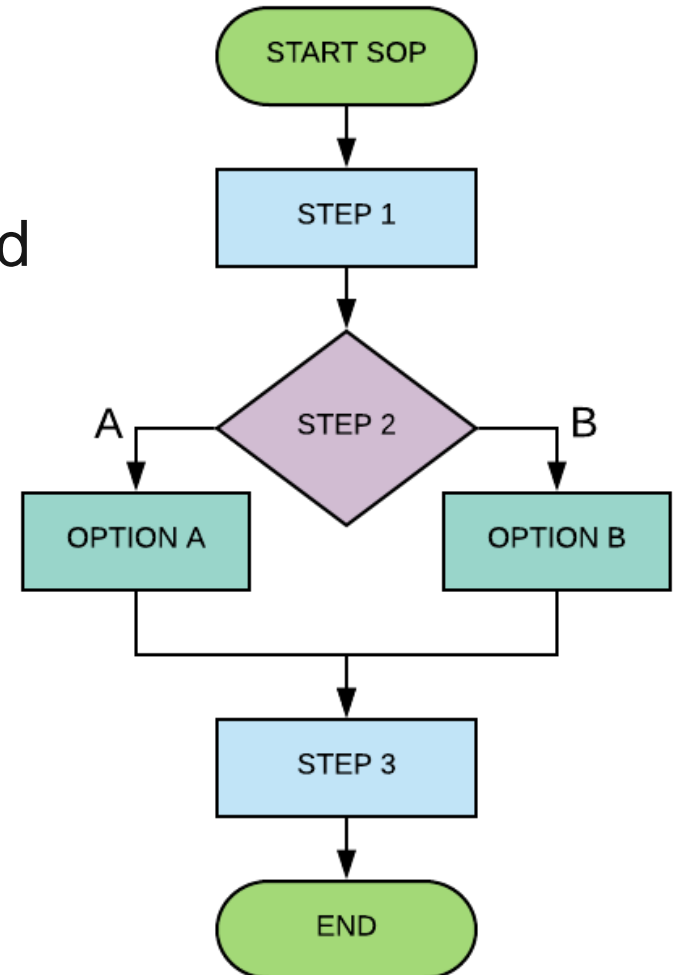 START SOP
STEP 1
d
STEP 2
A
B
OPTION A
OPTION B
STEP 3
END